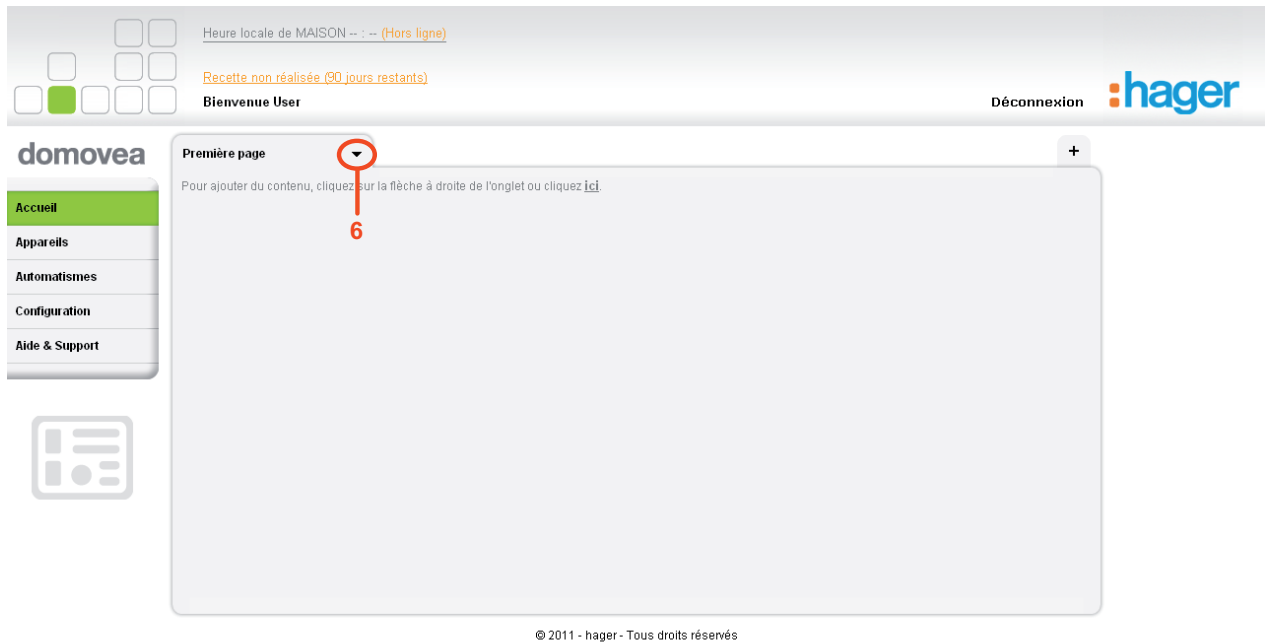 Heure locale de MAISON -- : -- (Hors ligne)
Recette non réalisée (90 jours restants)
Bienvenue User
Déconnexion
:hager
domovea
Première page
+
Pour ajouter du contenu, cliquez sur la flèche à droite de l'onglet ou cliquez ici.
6
Accueil
Appareils
Automatismes
Configuration
Aide & Support
© 2011 - hager - Tous droits réservés